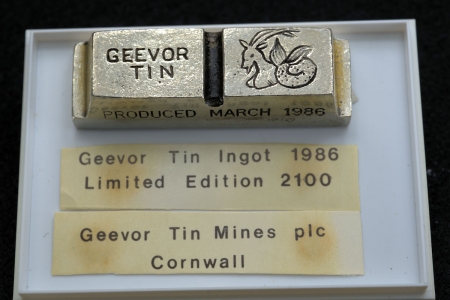 GEEVOR
TIN
PRODUCED MARCH 1986
Geevor Tin Ingot 1986
Limited Edition 2100
Geevor Tin Mines plc
Cornwall